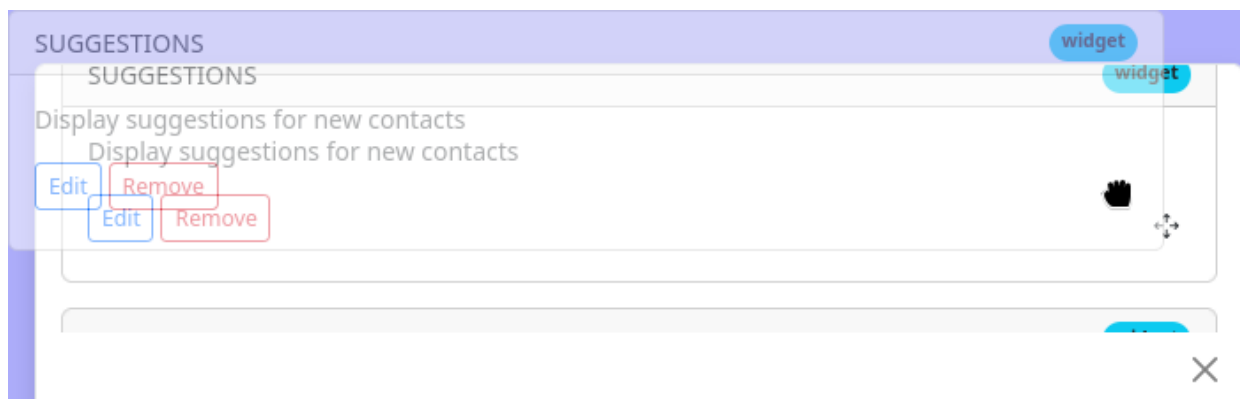 SUGGESTIONS widget
SUGGESTIONS widget
Display suggestions for new contacts
Display suggestions for new contacts
Edit Remove
Edit Remove